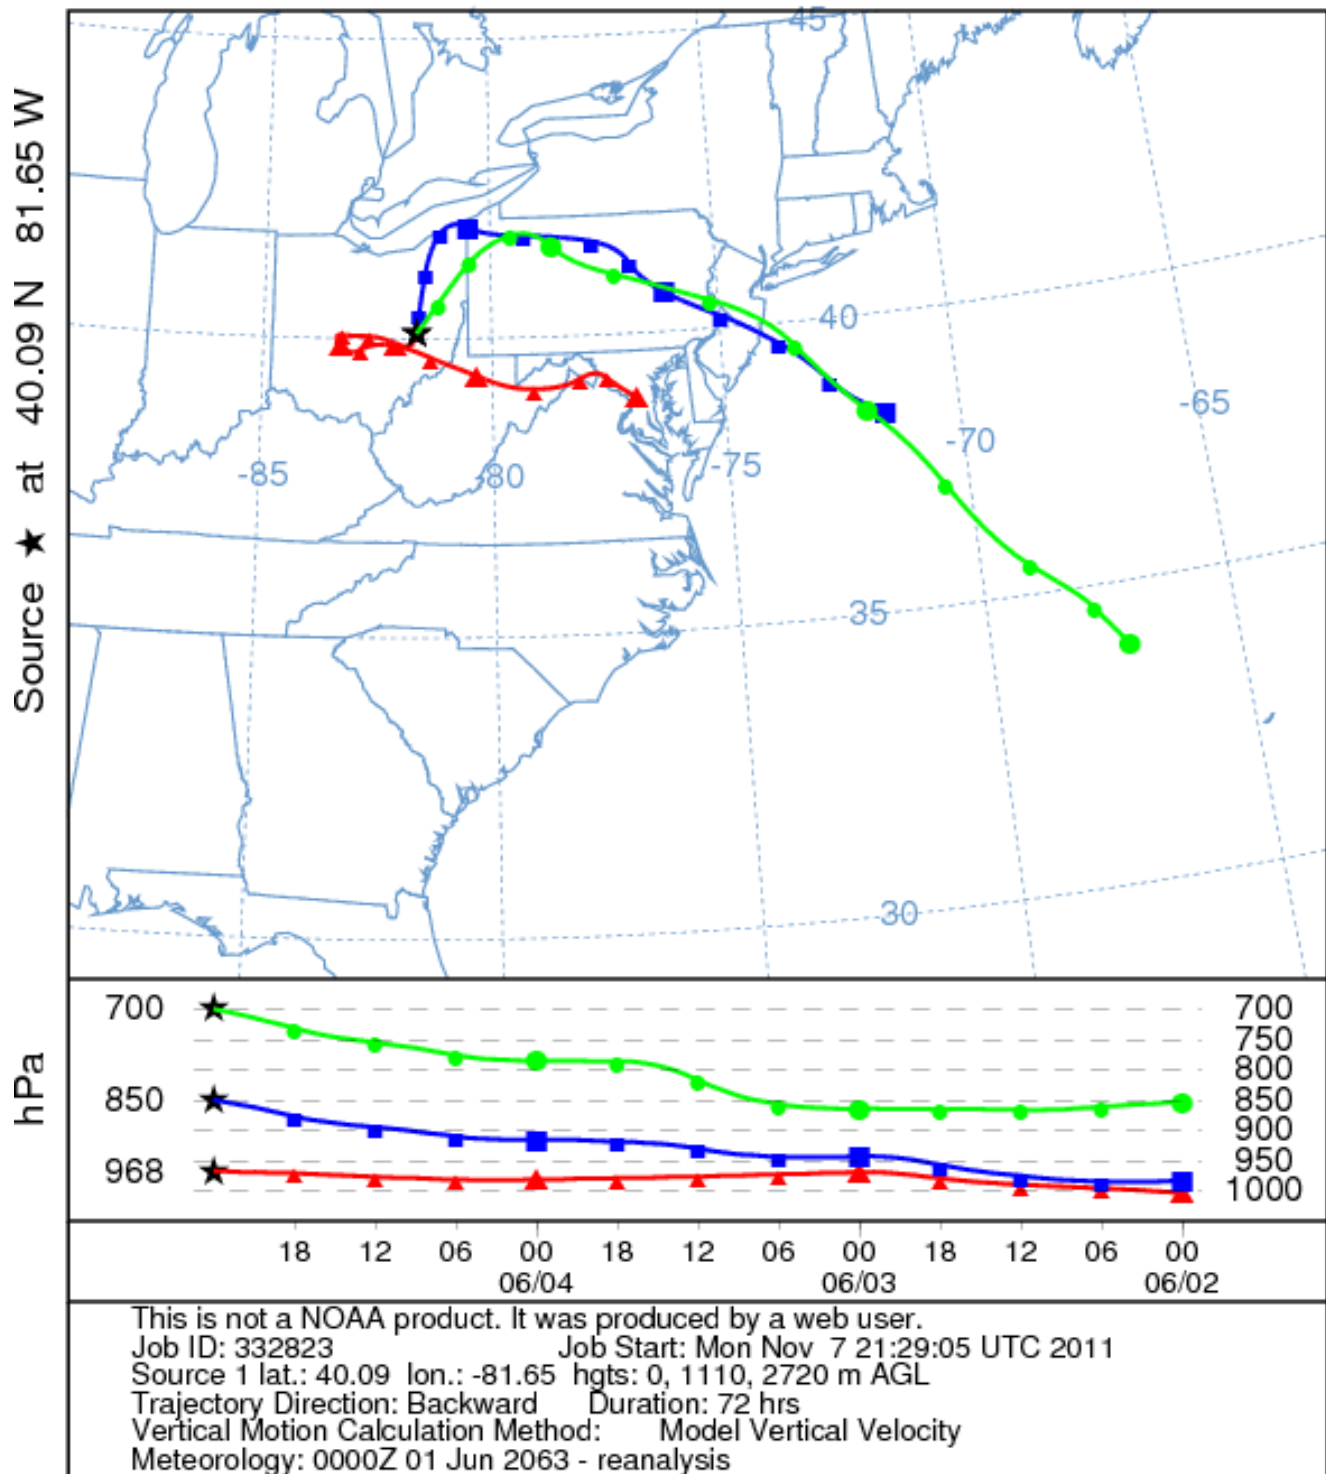 Source ★ at 40.09 N 81.65 W
45
40
-65
-70
-85
-80
-75
35
30
hPa
700 700
750
800
850 850
900
950
968
1000
18 12 06 00 18 12 06 00 18 12 06 00
06/04 06/03 06/02
This is not a NOAA product. It was produced by a web user.
Job ID: 332823 Job Start: Mon Nov 7 21:29:05 UTC 2011
Source 1 lat.: 40.09 lon.: -81.65 hgts: 0, 1110, 2720 m AGL
Trajectory Direction: Backward Duration: 72 hrs
Vertical Motion Calculation Method: Model Vertical Velocity
Meteorology: 0000Z 01 Jun 2063 - reanalysis